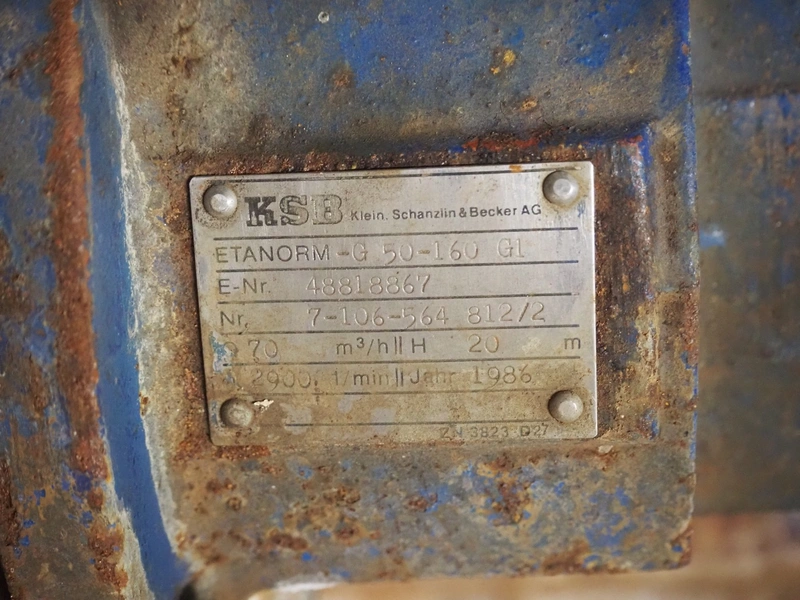 KSB Klein, Schanzlin & Becker AG
ETANORM -G 50-160 G1
E-Nr. 48818867
Nr. 7-106-564 812/2
Q 70 m³/h H 20 m
2900 1/min Jahr 1986
ZN 3823 D27